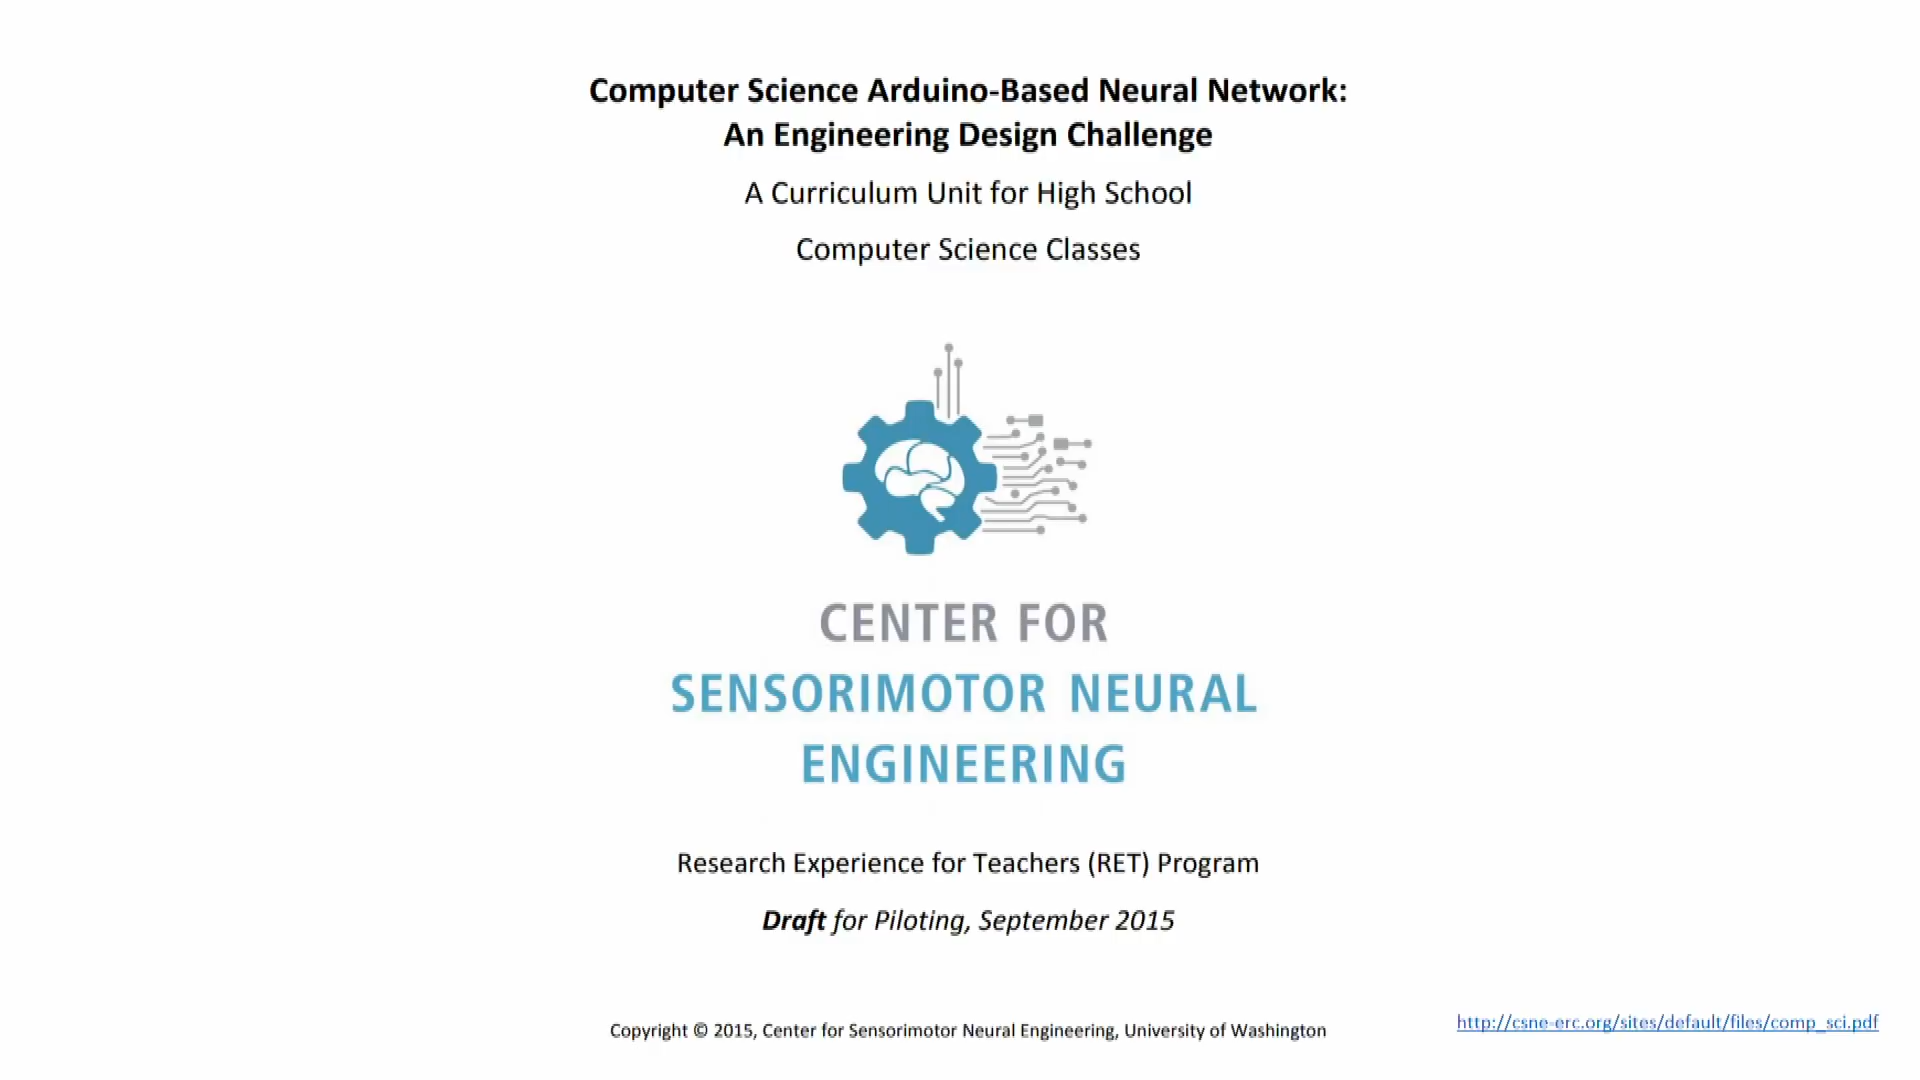 Computer Science Arduino-Based Neural Network:
An Engineering Design Challenge
A Curriculum Unit for High School
Computer Science Classes
CENTER FOR
SENSORIMOTOR NEURAL
ENGINEERING
Research Experience for Teachers (RET) Program
Draft for Piloting, September 2015
Copyright © 2015, Center for Sensorimotor Neural Engineering, University of Washington
http://csne-erc.org/sites/default/files/comp_sci.pdf